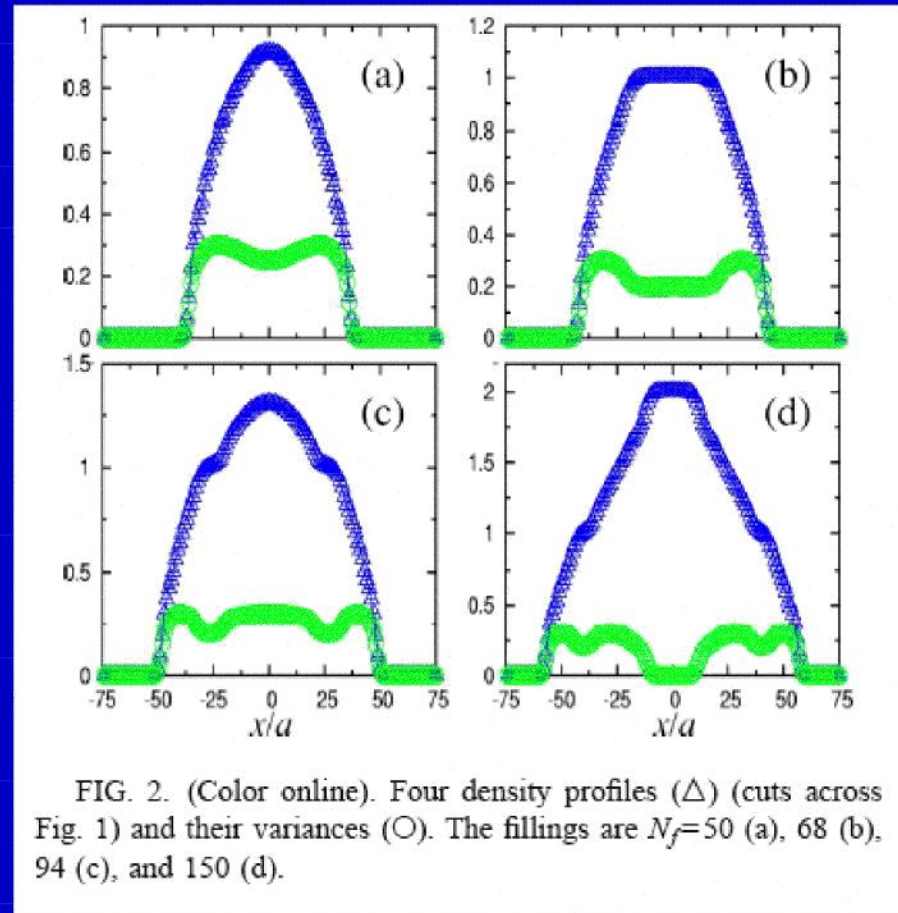 1
0.8
0.6
0.4
0.2
0
(a)
1.2
1
0.8
0.6
0.4
0.2
0
(b)
1.5
1
0.5
0
(c)
-75 -50 -25 0 25 50 75
x/a
2
1.5
1
0.5
0
(d)
-75 -50 -25 0 25 50 75
x/a
FIG. 2. (Color online). Four density profiles (△) (cuts across
Fig. 1) and their variances (○). The fillings are N_f=50 (a), 68 (b),
94 (c), and 150 (d).